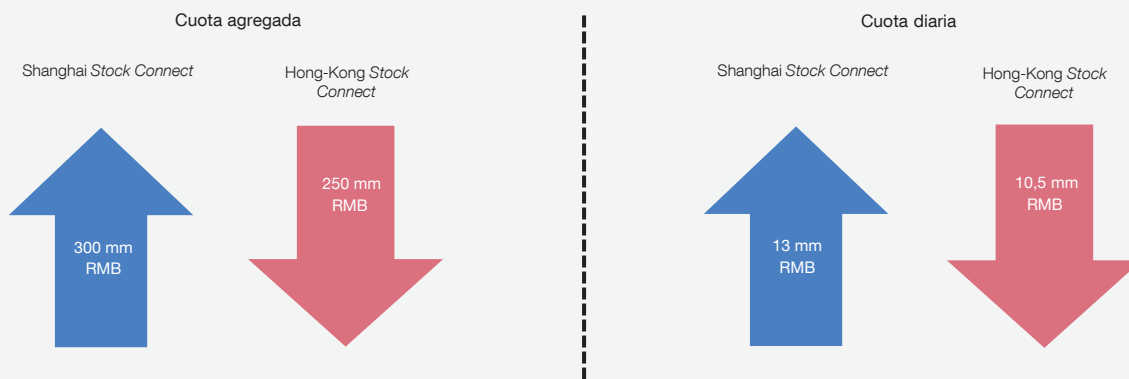 Cuota agregada
Shanghai Stock Connect
Hong-Kong Stock
Connect
300 mm
RMB
250 mm
RMB
Cuota diaria
Shanghai Stock Connect
Hong-Kong Stock
Connect
13 mm
RMB
10,5 mm
RMB